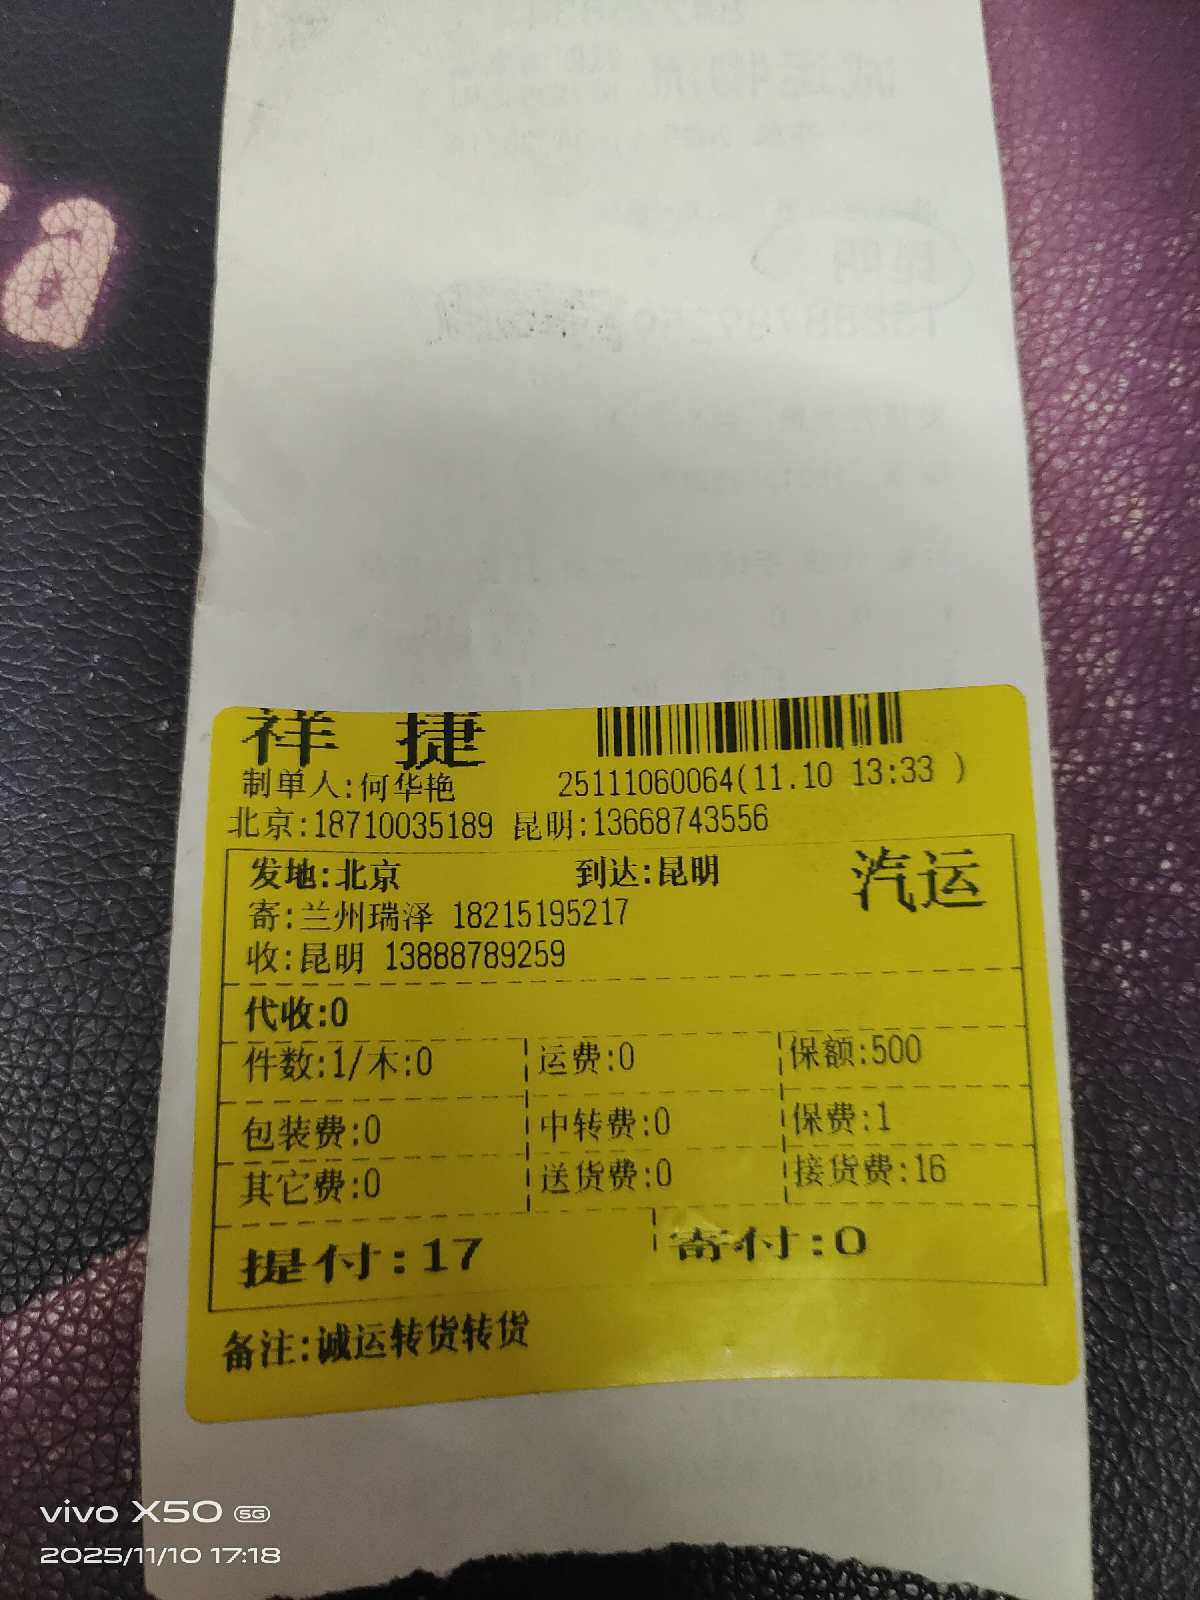 祥 捷
制单人:何华艳 25111060064(11.10 13:33 )
北京:18710035189 昆明:13668743556
发地:北京 到达:昆明 汽运
寄:兰州瑞泽 18215195217
收:昆明 13888789259
代收:0
件数:1/木:0 运费:0 保额:500
包装费:0 中转费:0 保费:1
其它费:0 送货费:0 接货费:16
提付:17 寄付:0
备注:诚运转货转货
vivo X50 5G
2025/11/10 17:18